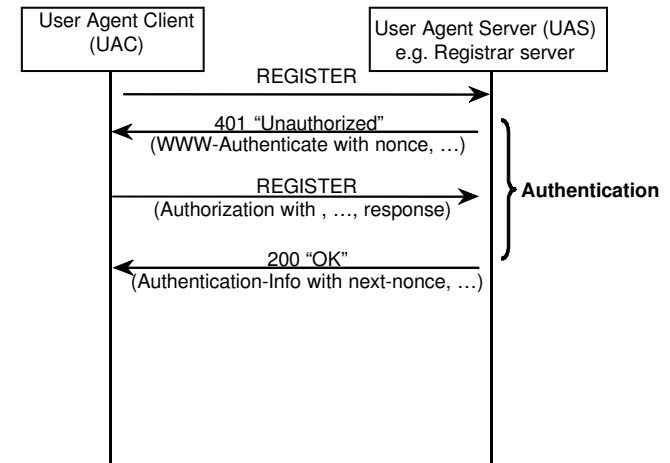 User Agent Client
(UAC)
User Agent Server (UAS)
e.g. Registrar server
REGISTER
401 “Unauthorized”
(WWW-Authenticate with nonce, …)
REGISTER
(Authorization with , …, response)
Authentication
200 “OK”
(Authentication-Info with next-nonce, …)